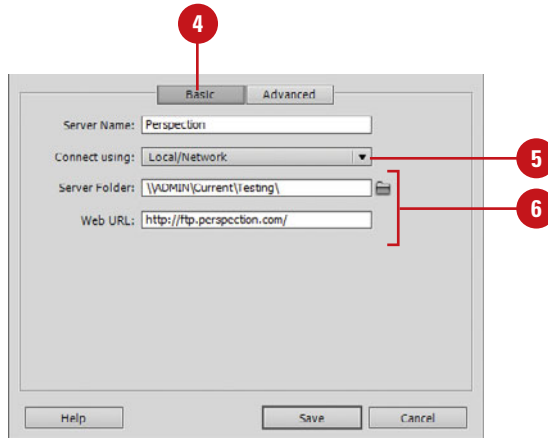 4
Basic Advanced
Server Name: Perspection
Connect using: Local/Network
5
Server Folder: \\ADMIN\Current\Testing\
6
Web URL: http://ftp.perspection.com/
Help Save Cancel